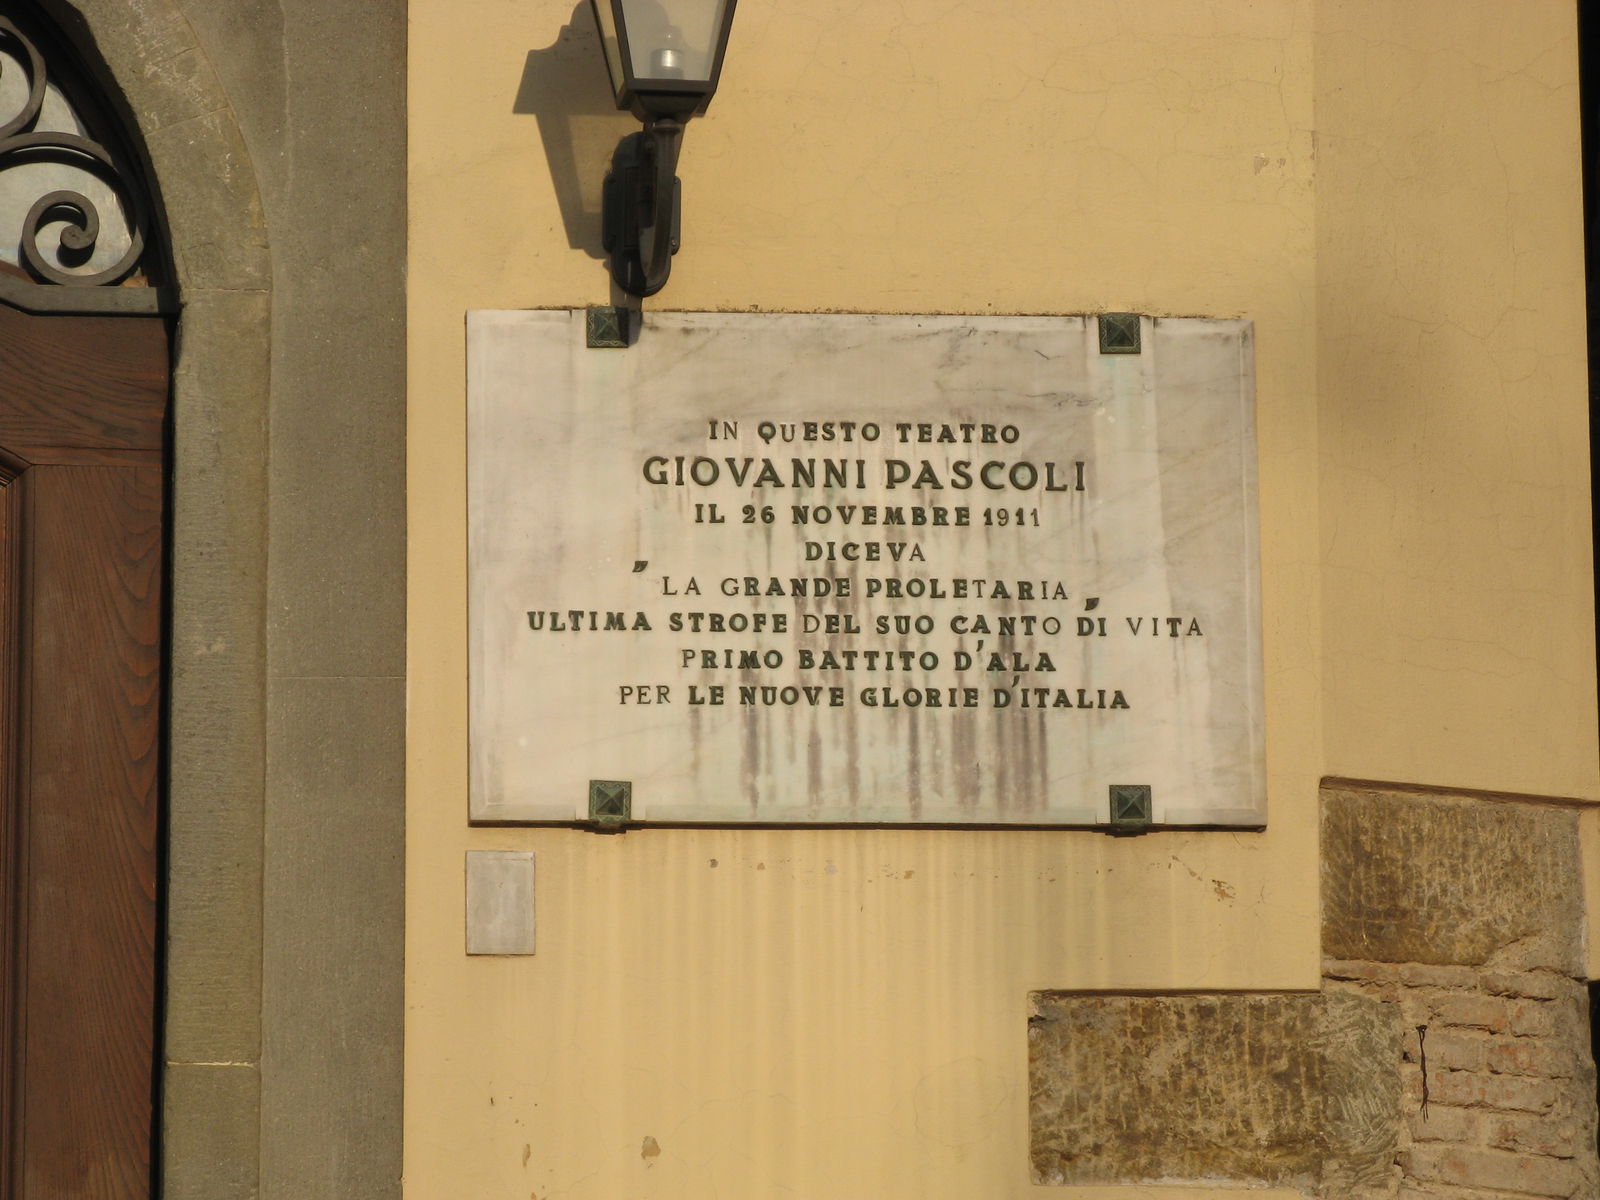 IN QUESTO TEATRO
GIOVANNI PASCOLI
IL 26 NOVEMBRE 1911
DICEVA
„LA GRANDE PROLETARIA„
ULTIMA STROFE DEL SUO CANTO DI VITA
PRIMO BATTITO D'ALA
PER LE NUOVE GLORIE D'ITALIA